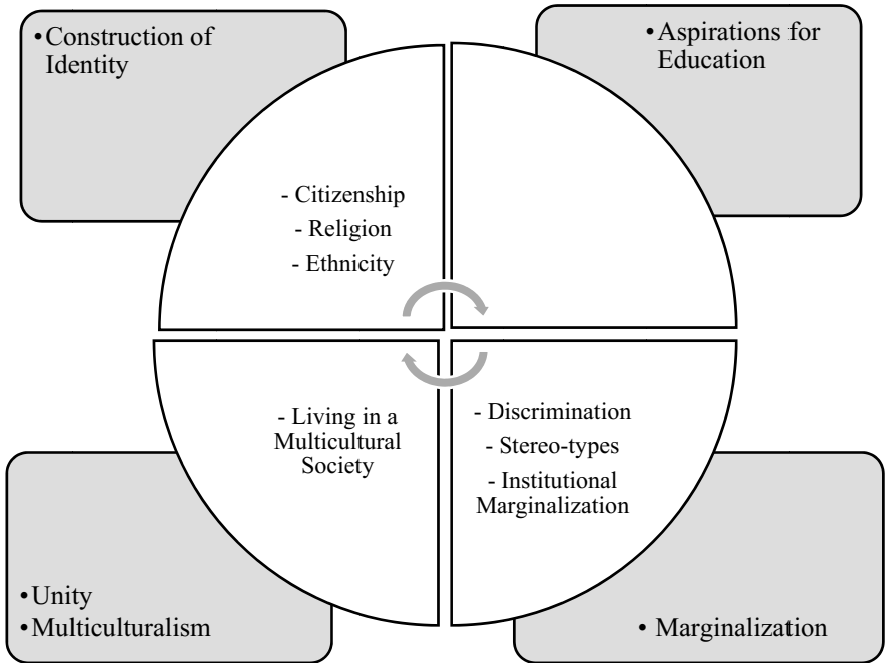 •Construction of
Identity
•Aspirations for
Education
- Citizenship
- Religion
- Ethnicity
- Living in a
Multicultural
Society
- Discrimination
- Stereo-types
- Institutional
Marginalization
•Unity
•Multiculturalism
• Marginalization